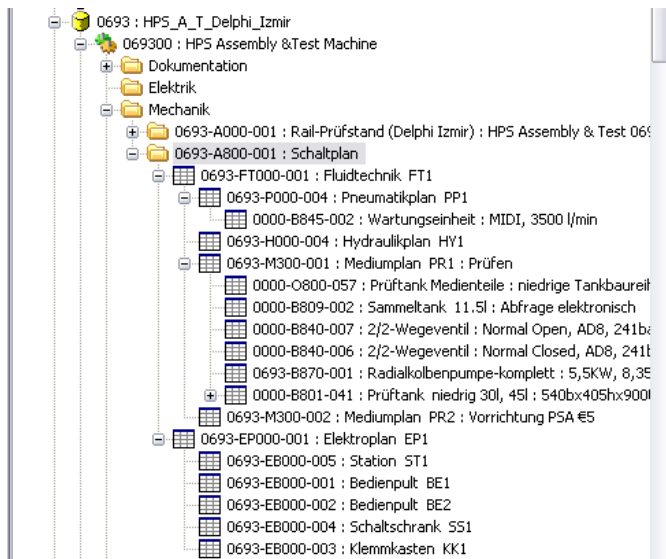 0693 : HPS_A_T_Delphi_Izmir
069300 : HPS Assembly &Test Machine
Dokumentation
Elektrik
Mechanik
0693-A000-001 : Rail-Prüfstand (Delphi Izmir) : HPS Assembly & Test 069
0693-A800-001 : Schaltplan
0693-FT000-001 : Fluidtechnik FT1
0693-P000-004 : Pneumatikplan PP1
0000-B845-002 : Wartungseinheit : MIDI, 3500 l/min
0693-H000-004 : Hydraulikplan HY1
0693-M300-001 : Mediumplan PR1 : Prüfen
0000-O800-057 : Prüftank Medienteile : niedrige Tankbaureih
0000-B809-002 : Sammeltank 11.5l : Abfrage elektronisch
0000-B840-007 : 2/2-Wegeventil : Normal Open, AD8, 241ba
0000-B840-006 : 2/2-Wegeventil : Normal Closed, AD8, 241b
0693-B870-001 : Radialkolbenpumpe-komplett : 5,5KW, 8,35
0000-B801-041 : Prüftank niedrig 30l, 45l : 540bx405hx900l
0693-M300-002 : Mediumplan PR2 : Vorrichtung PSA €5
0693-EP000-001 : Elektroplan EP1
0693-EB000-005 : Station ST1
0693-EB000-001 : Bedienpult BE1
0693-EB000-002 : Bedienpult BE2
0693-EB000-004 : Schaltschrank SS1
0693-EB000-003 : Klemmkasten KK1